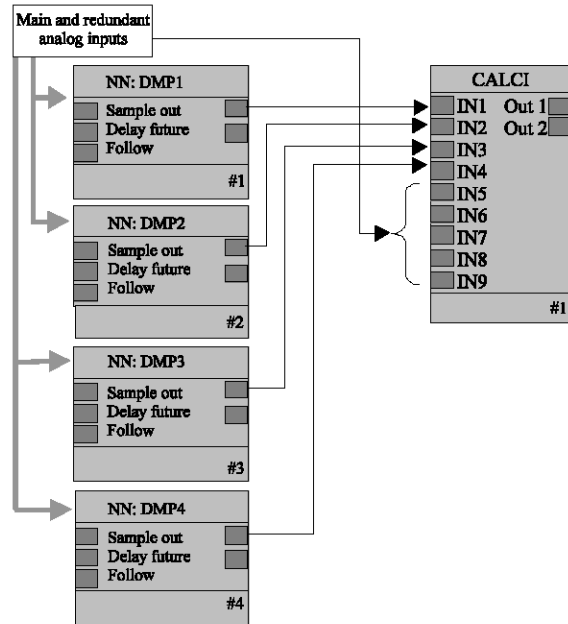 Main and redundant
analog inputs
NN: DMP1
Sample out
Delay future
Follow
#1
NN: DMP2
Sample out
Delay future
Follow
#2
NN: DMP3
Sample out
Delay future
Follow
#3
NN: DMP4
Sample out
Delay future
Follow
#4
CALCI
IN1 Out 1
IN2 Out 2
IN3
IN4
IN5
IN6
IN7
IN8
IN9
#1